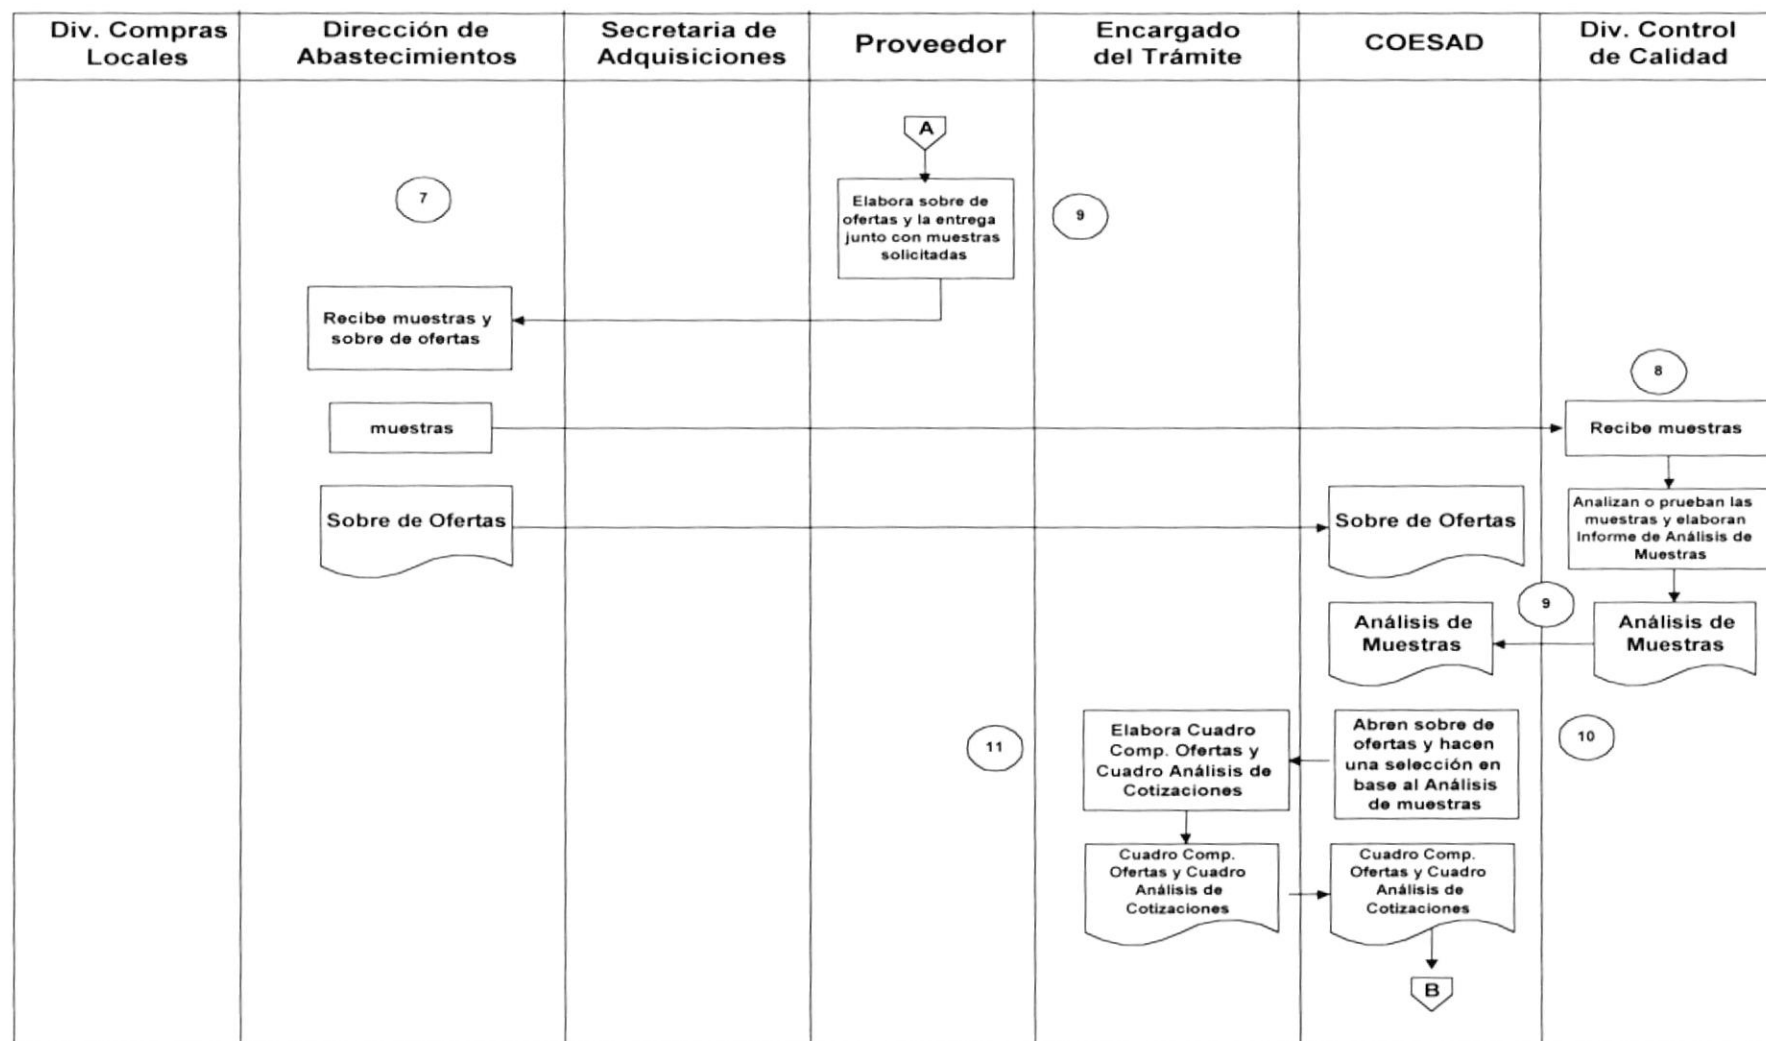 Div. Compras
Locales
Dirección de
Abastecimientos
Secretaria de
Adquisiciones
Proveedor
Encargado
del Trámite
COESAD
Div. Control
de Calidad
A
7
Elabora sobre de
ofertas y la entrega
junto con muestras
solicitadas
9
Recibe muestras y
sobre de ofertas
8
muestras
Recibe muestras
Sobre de Ofertas
Sobre de Ofertas
Analizan o prueban las
muestras y elaboran
Informe de Análisis de
Muestras
9
Análisis de
Muestras
Análisis de
Muestras
11
Elabora Cuadro
Comp. Ofertas y
Cuadro Análisis de
Cotizaciones
Abren sobre de
ofertas y hacen
una selección en
base al Análisis
de muestras
10
Cuadro Comp.
Ofertas y Cuadro
Análisis de
Cotizaciones
Cuadro Comp.
Ofertas y Cuadro
Análisis de
Cotizaciones
B